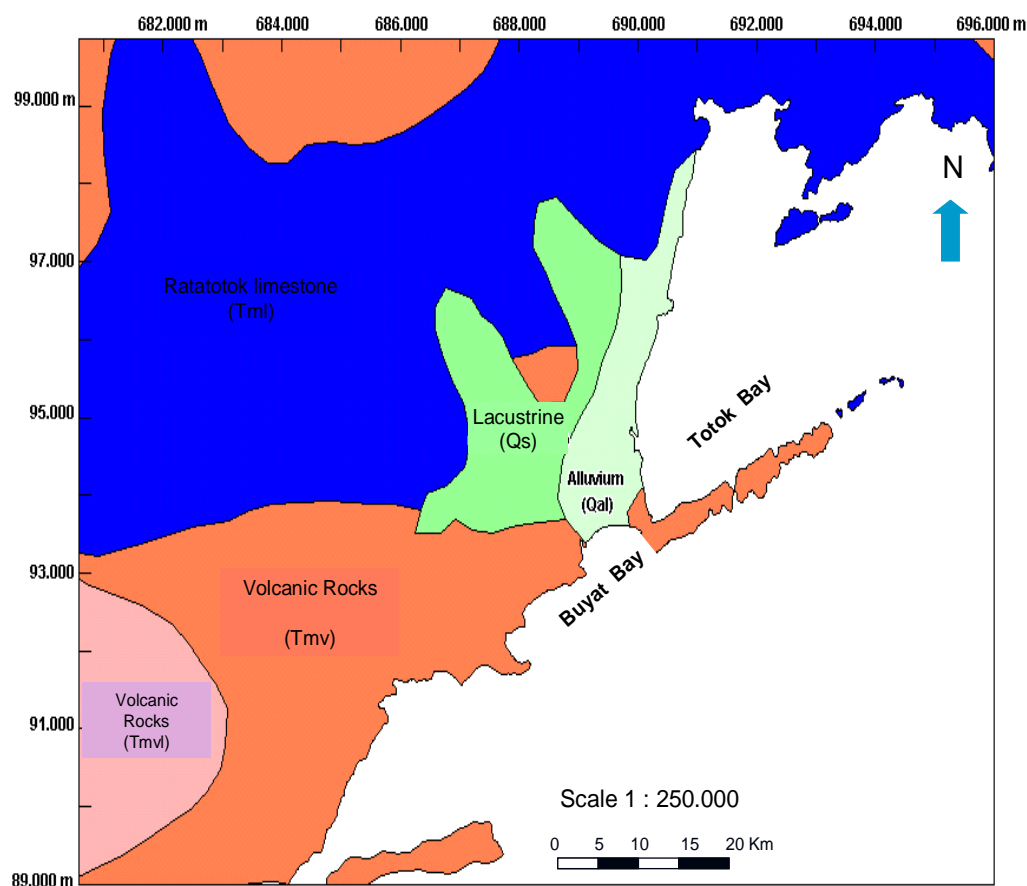 682.000 m 684.000 686.000 688.000 690.000 692.000 694.000 696.000 m
99.000 m
N
97.000
Ratatotok limestone
(Tml)
95.000
Lacustrine
(Qs)
Totok Bay
Alluvium
(Qal)
93.000
Volcanic Rocks
(Tmv)
Buyat Bay
Volcanic
Rocks
(Tmvl)
91.000
Scale 1 : 250.000
0 5 10 15 20 Km
89.000 m